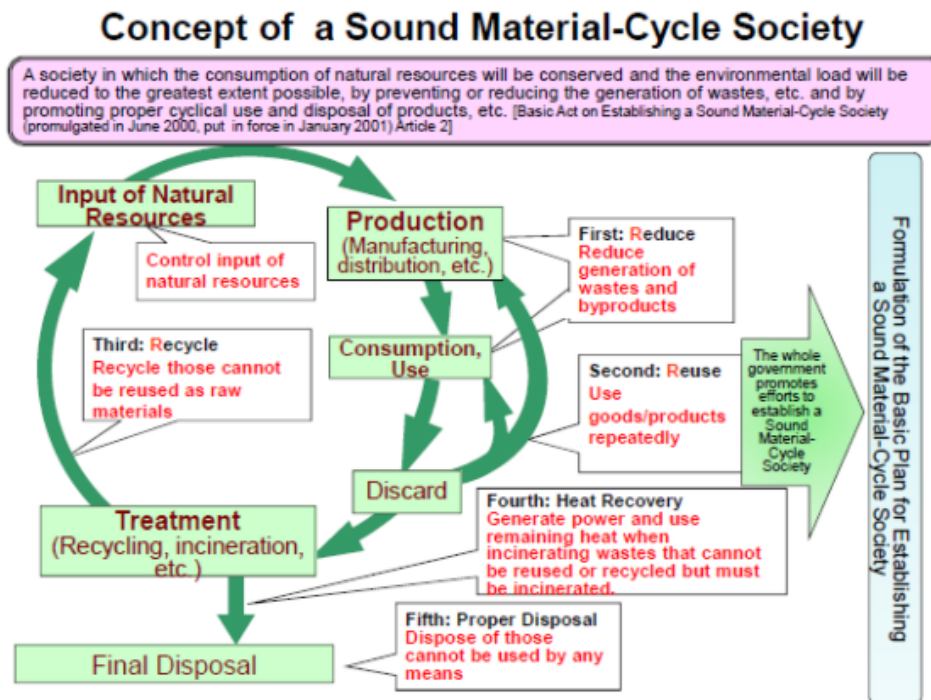 Concept of a Sound Material-Cycle Society
A society in which the consumption of natural resources will be conserved and the environmental load will be
reduced to the greatest extent possible, by preventing or reducing the generation of wastes, etc. and by
promoting proper cyclical use and disposal of products, etc. [Basic Act on Establishing a Sound Material-Cycle Society
(promulgated in June 2000, put in force in January 2001) Article 2]
Input of Natural
Resources
Control input of
natural resources
Production
(Manufacturing,
distribution, etc.)
First: Reduce
Reduce
generation of
wastes and
byproducts
Third: Recycle
Recycle those cannot
be reused as raw
materials
Consumption,
Use
Second: Reuse
Use
goods/products
repeatedly
The whole
government
promotes
efforts to
establish a
Sound
Material-
Cycle
Society
Formulation of the Basic Plan for Establishing
a Sound Material-Cycle Society
Discard
Treatment
(Recycling, incineration,
etc.)
Fourth: Heat Recovery
Generate power and use
remaining heat when
incinerating wastes that cannot
be reused or recycled but must
be incinerated.
Fifth: Proper Disposal
Dispose of those
cannot be used by any
means
Final Disposal